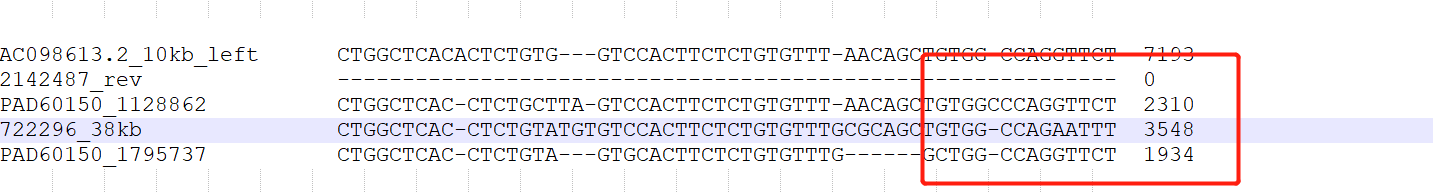 AC098613.2_10kb_left CTGGCTCACACTCTGTG---GTCCACTTCTCTGTGTTT-AACAGCTGTGG-CCAGGTTCT 7193
2142487_rev ------------------------------------------------------------ 0
PAD60150_1128862 CTGGCTCAC-CTCTGCTTA-GTCCACTTCTCTGTGTTT-AACAGCTGTGGCCCAGGTTCT 2310
722296_38kb CTGGCTCAC-CTCTGTATGTGTCCACTTCTCTGTGTTTGCGCAGCTGTGG-CCAGAATTT 3548
PAD60150_1795737 CTGGCTCAC-CTCTGTA---GTGCACTTCTCTGTGTTTG------GCTGG-CCAGGTTCT 1934